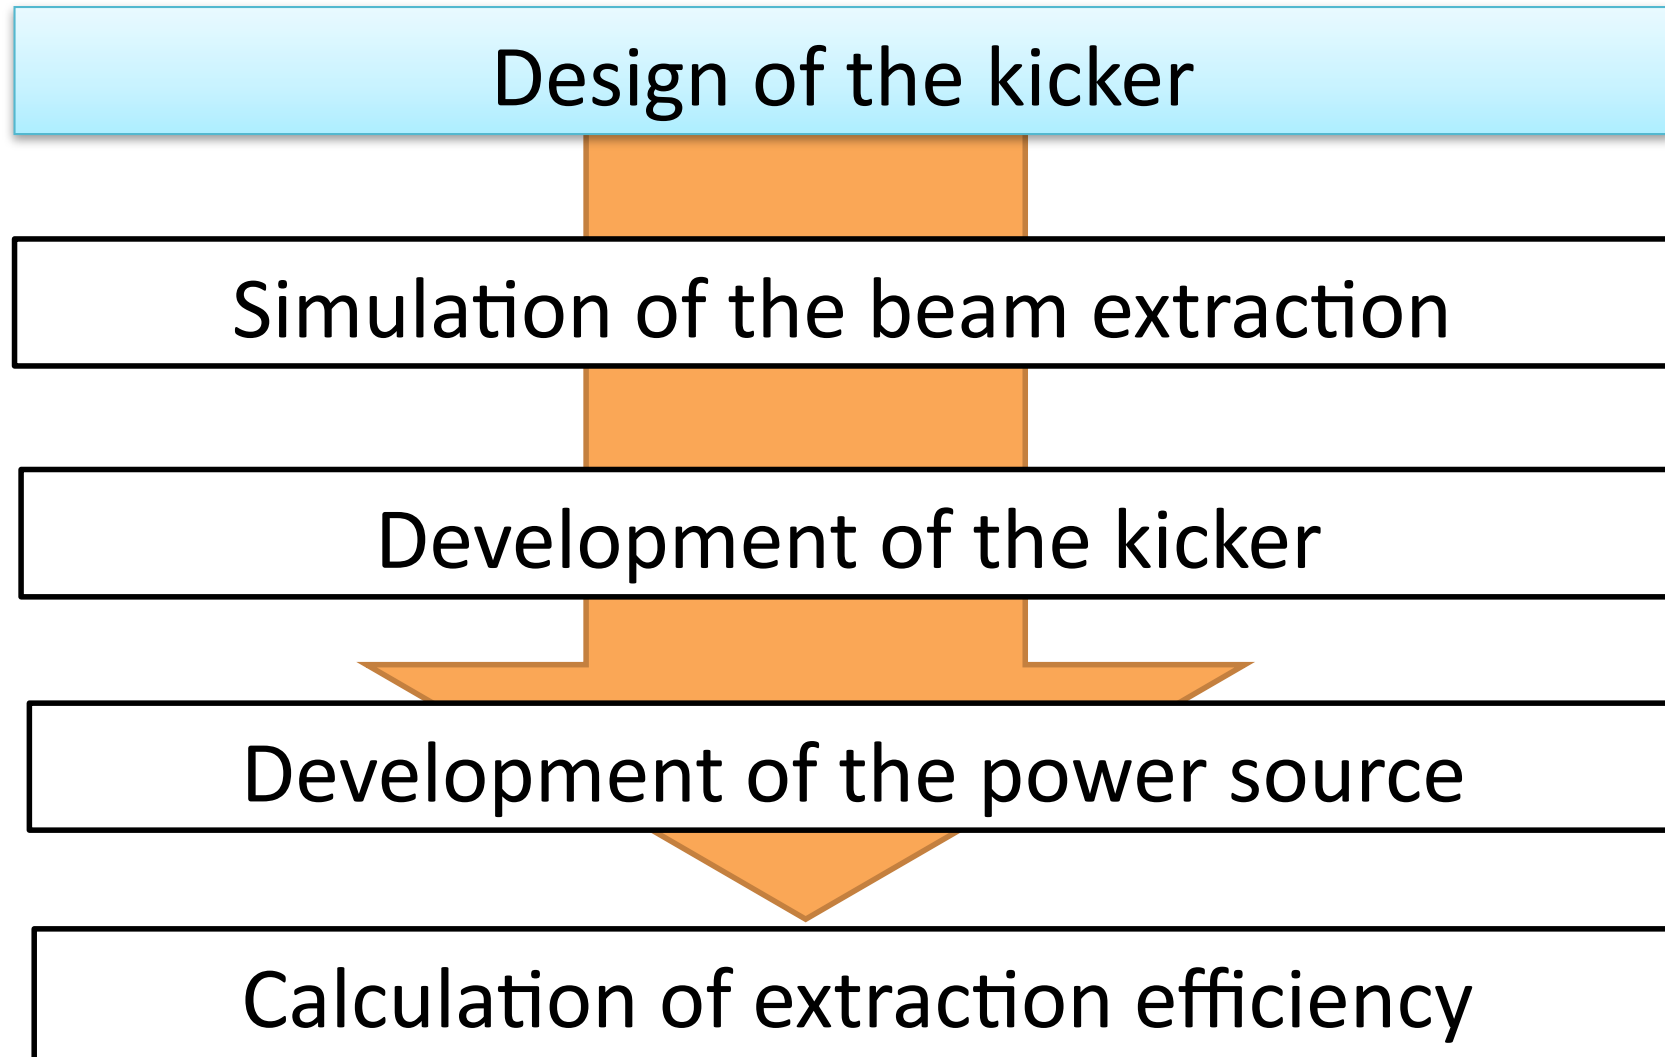 Design of the kicker
Simulation of the beam extraction
Development of the kicker
Development of the power source
Calculation of extraction efficiency